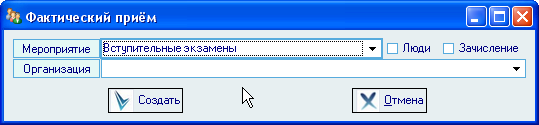 Фактический приём
Мероприятие Вступительные экзамены Люди Зачисление
Организация
Создать Отмена